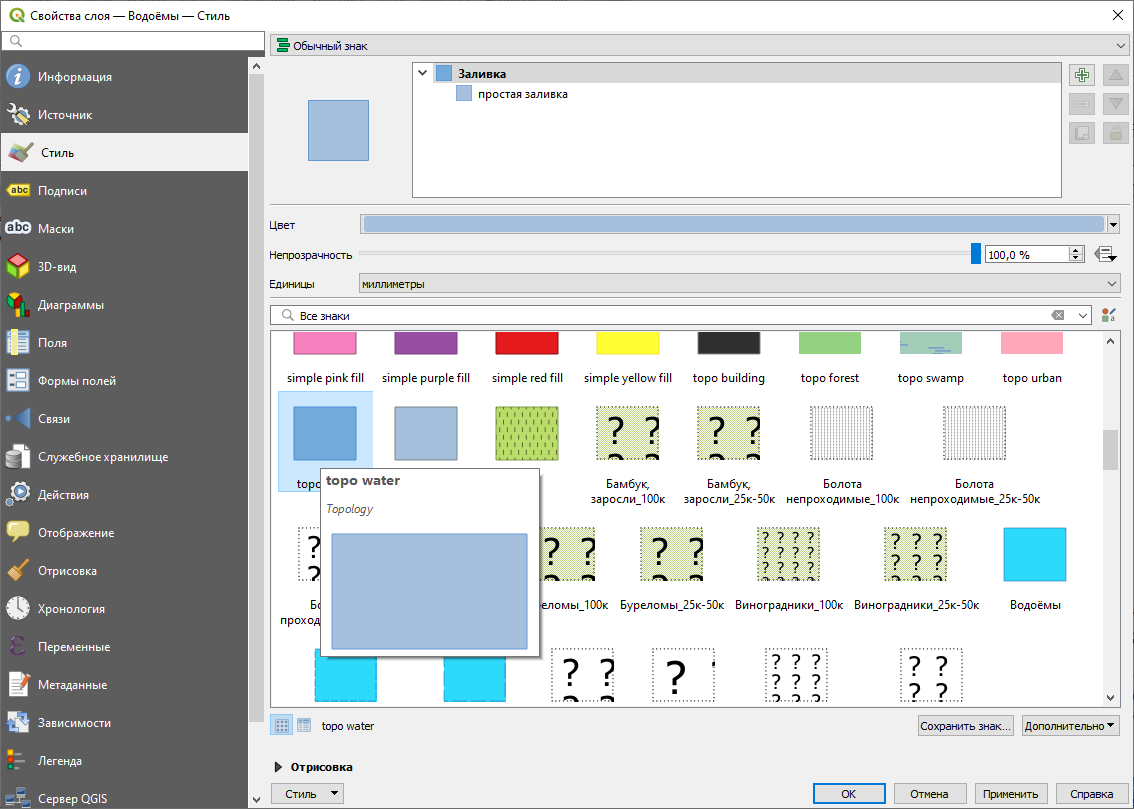 Свойства слоя — Водоёмы — Стиль
Информация
Источник
Стиль
Подписи
Маски
3D-вид
Диаграммы
Поля
Формы полей
Связи
Служебное хранилище
Действия
Отображение
Отрисовка
Хронология
Переменные
Метаданные
Зависимости
Легенда
Сервер QGIS
Обычный знак
Заливка
простая заливка
Цвет
Непрозрачность
100,0 %
Единицы
миллиметры
Все знаки
simple pink fill
simple purple fill
simple red fill
simple yellow fill
topo building
topo forest
topo swamp
topo urban
topo water
Topology
Бамбук,
заросли_100к
Бамбук,
заросли_25к-50к
Болота
непроходимые_100к
Болота
непроходимые_25к-50к
Буреломы_25к-50к
Виноградники_100к
Виноградники_25к-50к
Водоёмы
topo water
Сохранить знак...
Дополнительно
Отрисовка
Стиль
OK
Отмена
Применить
Справка